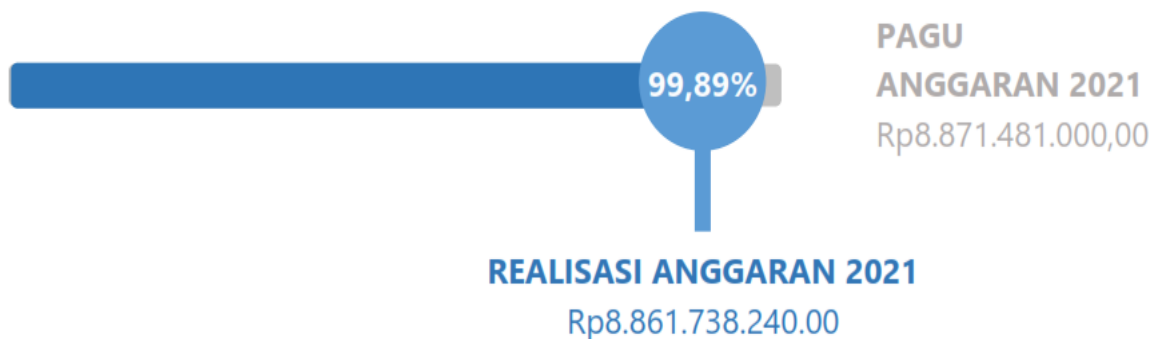 99,89%
PAGU
ANGGARAN 2021
Rp8.871.481.000,00
REALISASI ANGGARAN 2021
Rp8.861.738.240.00